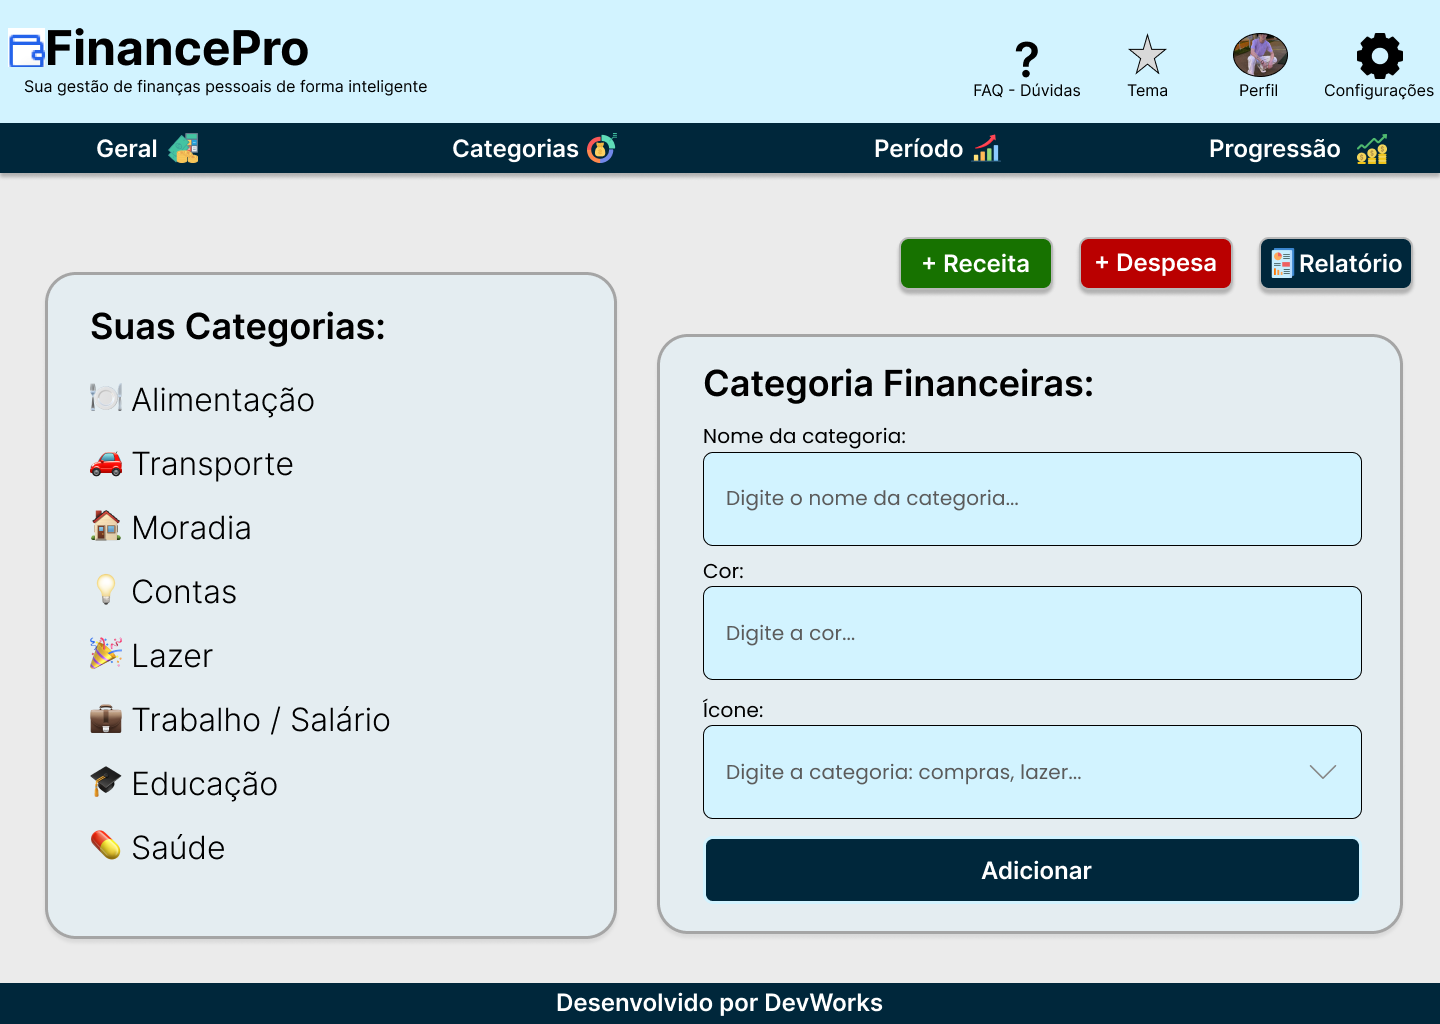 FinancePro
Sua gestão de finanças pessoais de forma inteligente
?
FAQ - Dúvidas
Tema
Perfil
Configurações
Geral
Categorias
Período
Progressão
+ Receita
+ Despesa
Relatório
Suas Categorias:
Alimentação
Transporte
Moradia
Contas
Lazer
Trabalho / Salário
Educação
Saúde
Categoria Financeiras:
Nome da categoria:
Digite o nome da categoria...
Cor:
Digite a cor...
Ícone:
Digite a categoria: compras, lazer...
Adicionar
Desenvolvido por DevWorks